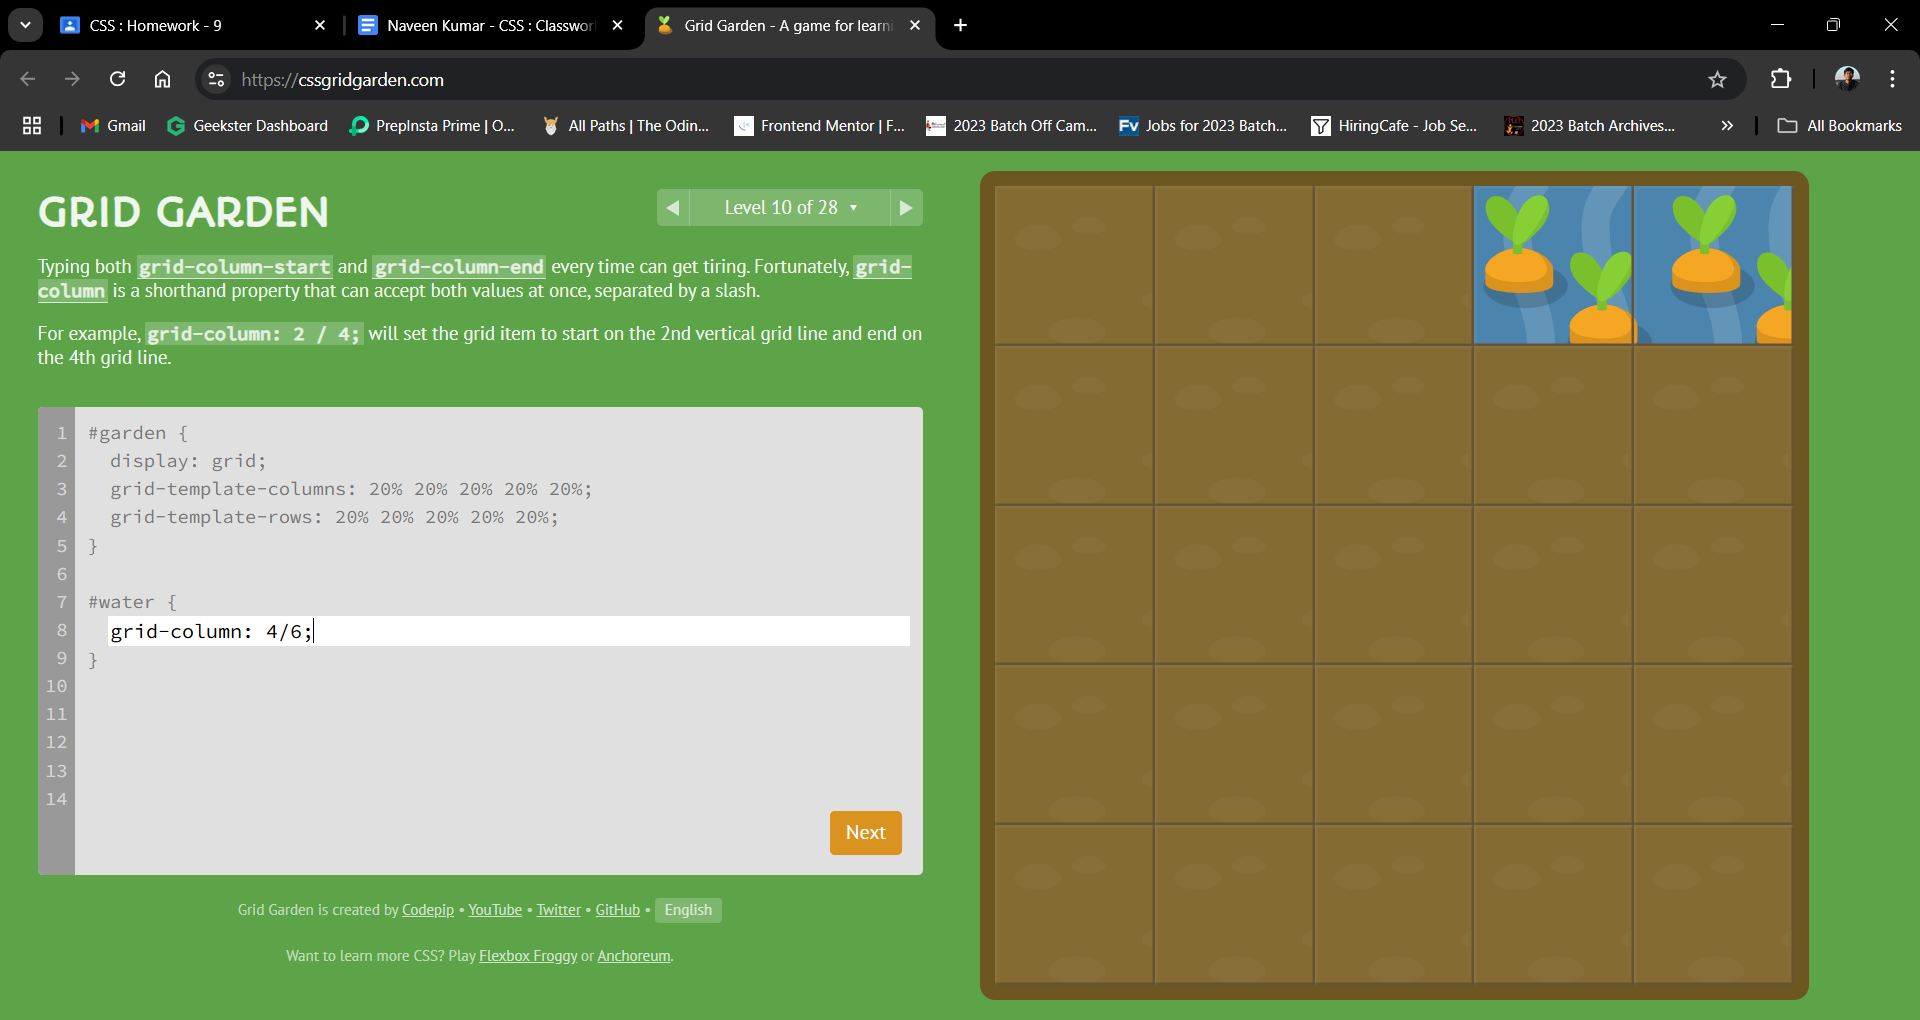 CSS : Homework - 9
Naveen Kumar - CSS : Classwor
Grid Garden - A game for learni
https://cssgridgarden.com
Gmail
Geekster Dashboard
PrepInsta Prime | O...
All Paths | The Odin...
Frontend Mentor | F...
2023 Batch Off Cam...
Fv Jobs for 2023 Batch...
HiringCafe - Job Se...
2023 Batch Archives...
All Bookmarks
GRID GARDEN
Level 10 of 28
Typing both grid-column-start and grid-column-end every time can get tiring. Fortunately, grid-
column is a shorthand property that can accept both values at once, separated by a slash.
For example, grid-column: 2 / 4; will set the grid item to start on the 2nd vertical grid line and end on
the 4th grid line.
1 #garden {
2 display: grid;
3 grid-template-columns: 20% 20% 20% 20% 20%;
4 grid-template-rows: 20% 20% 20% 20% 20%;
5 }
6
7 #water {
8 grid-column: 4/6;
9 }
10
11
12
13
14
Next
Grid Garden is created by Codepip • YouTube • Twitter • GitHub • English
Want to learn more CSS? Play Flexbox Froggy or Anchoreum.